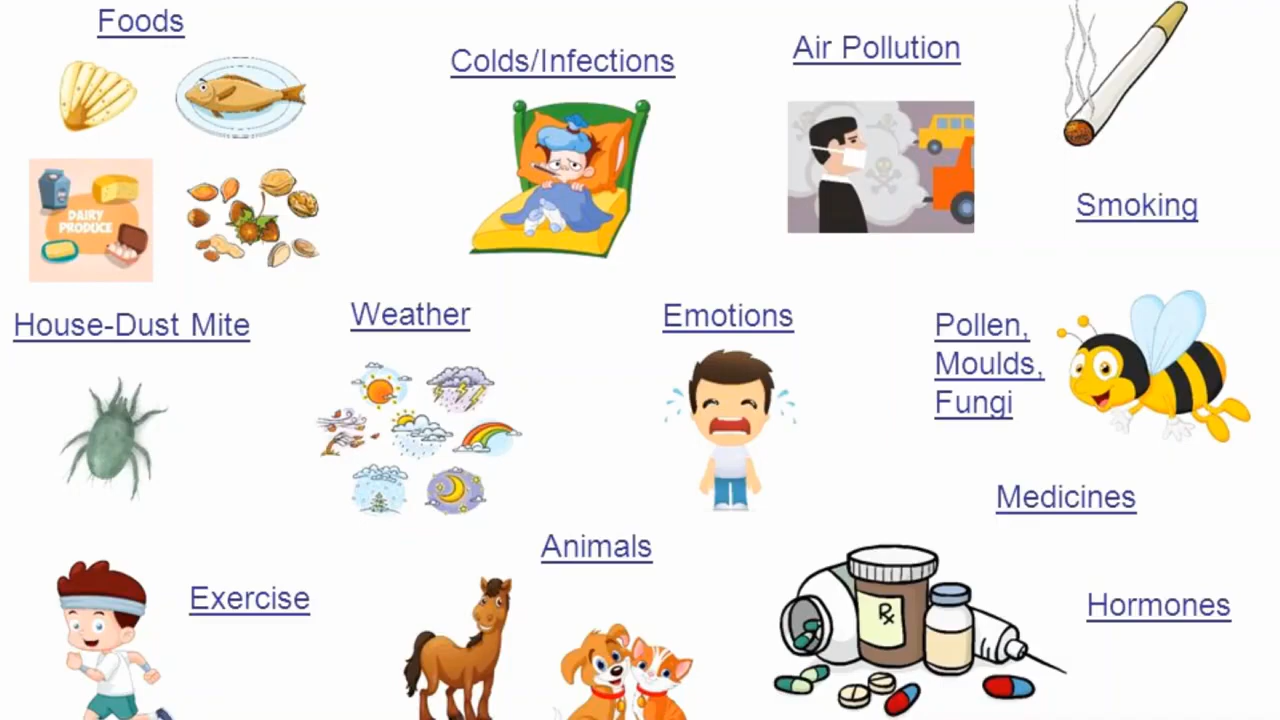 Foods
Colds/Infections
Air Pollution
Smoking
DAIRY
PRODUCE
House-Dust Mite
Weather
Emotions
Pollen,
Moulds,
Fungi
Medicines
Animals
Exercise
Hormones
Rx